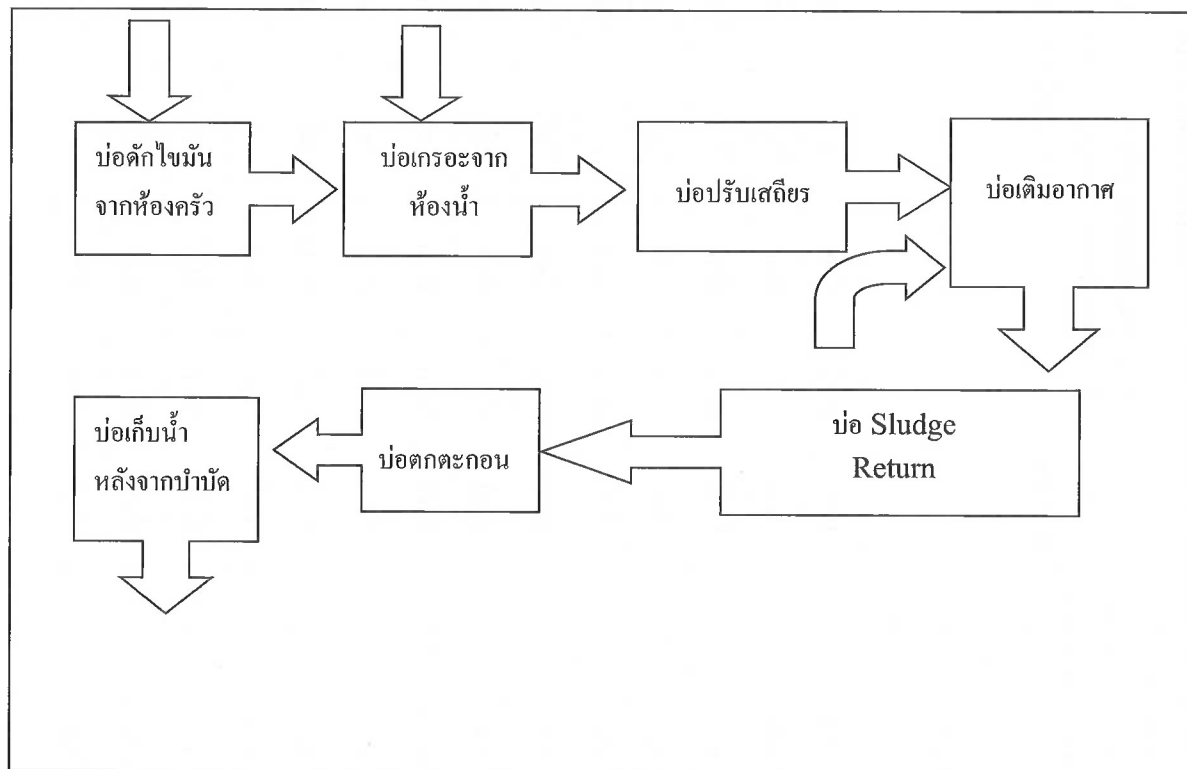 บ่อดักไขมัน
จากห้องครัว
บ่อเกรอะจาก
ห้องน้ำ
บ่อปรับเสถียร
บ่อเติมอากาศ
บ่อเก็บน้ำ
หลังจากบำบัด
บ่อตกตะกอน
บ่อ Sludge
Return